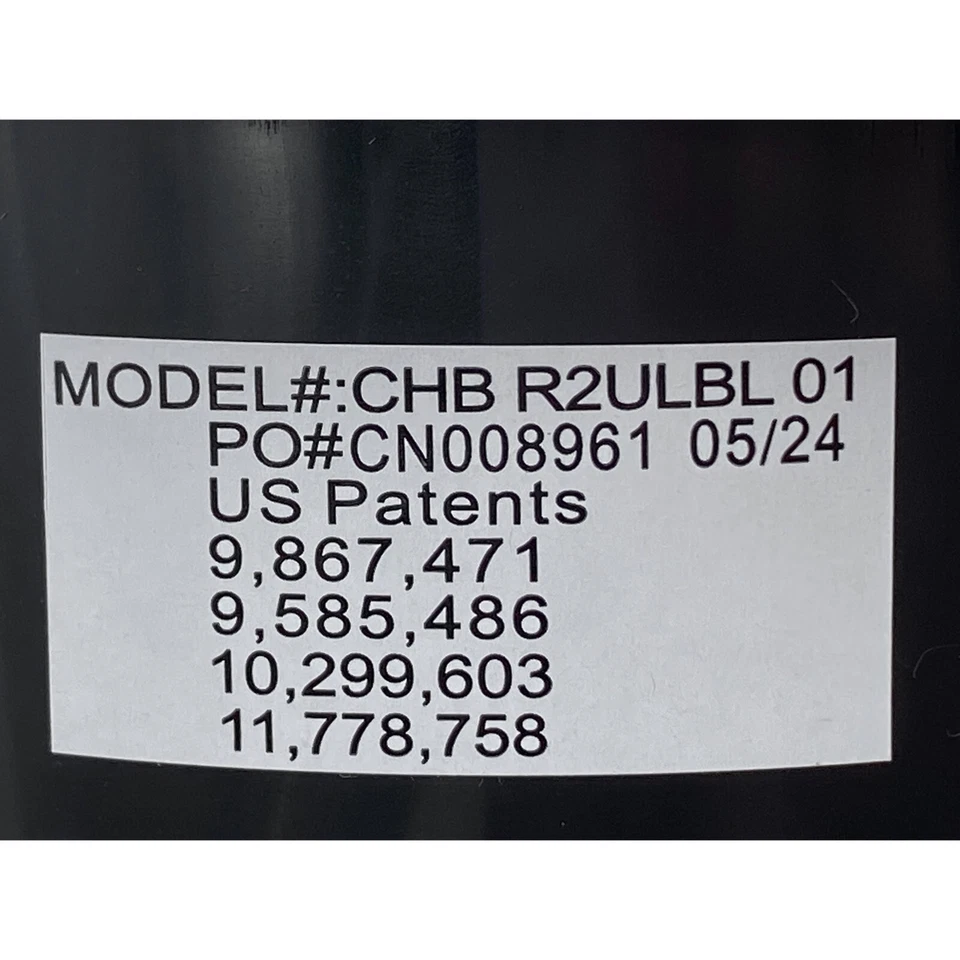 MODEL#:CHB R2ULBL 01
PO#CN008961 05/24
US Patents
9,867,471
9,585,486
10,299,603
11,778,758